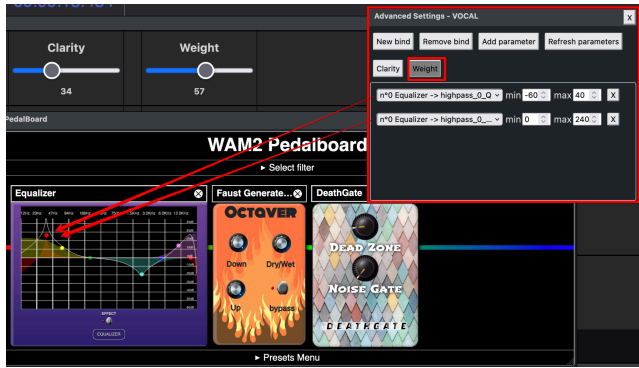 Advanced Settings - VOCAL
X
New bind
Remove bind
Add parameter
Refresh parameters
Clarity
Weight
n°0 Equalizer -> highpass_0_Q
min -60
max 40
X
n°0 Equalizer -> highpass_0_...
min 0
max 240
X
Clarity
34
Weight
57
PedalBoard
WAM2 Pedalboard
► Select filter
Equalizer
Faust Generate...
DeathGate
EFFECT
EQUALIZER
OCTAVER
Down
Dry/Wet
Up
bypass
DEAD ZONE
NOISE GATE
DEATHGATE
► Presets Menu